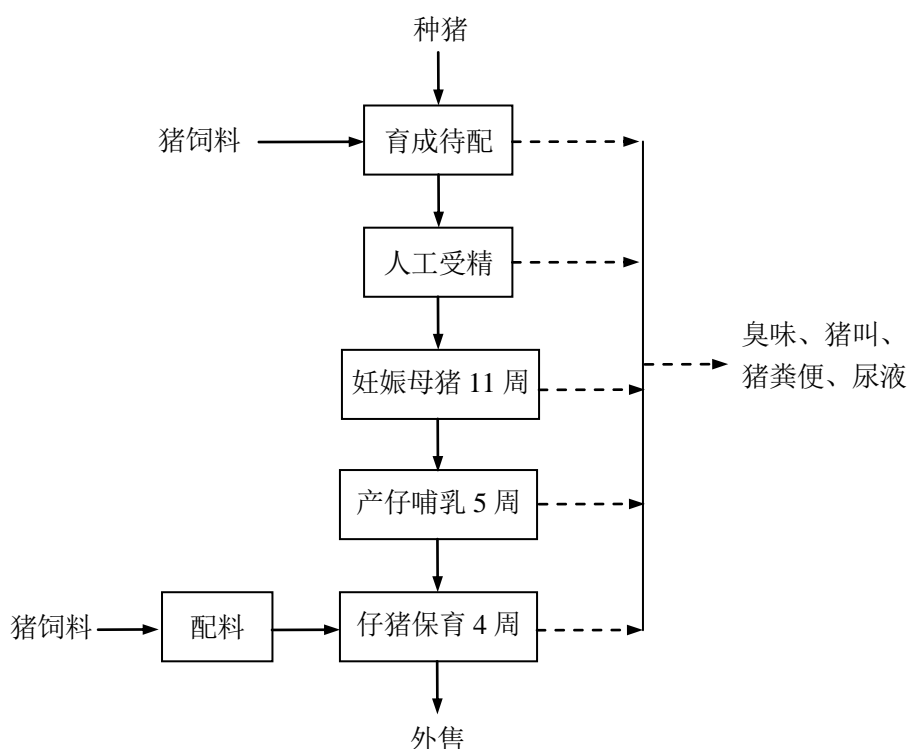 种猪
猪饲料
育成待配
人工受精
臭味、猪叫、
猪粪便、尿液
妊娠母猪 11 周
产仔哺乳 5 周
猪饲料
配料
仔猪保育 4 周
外售